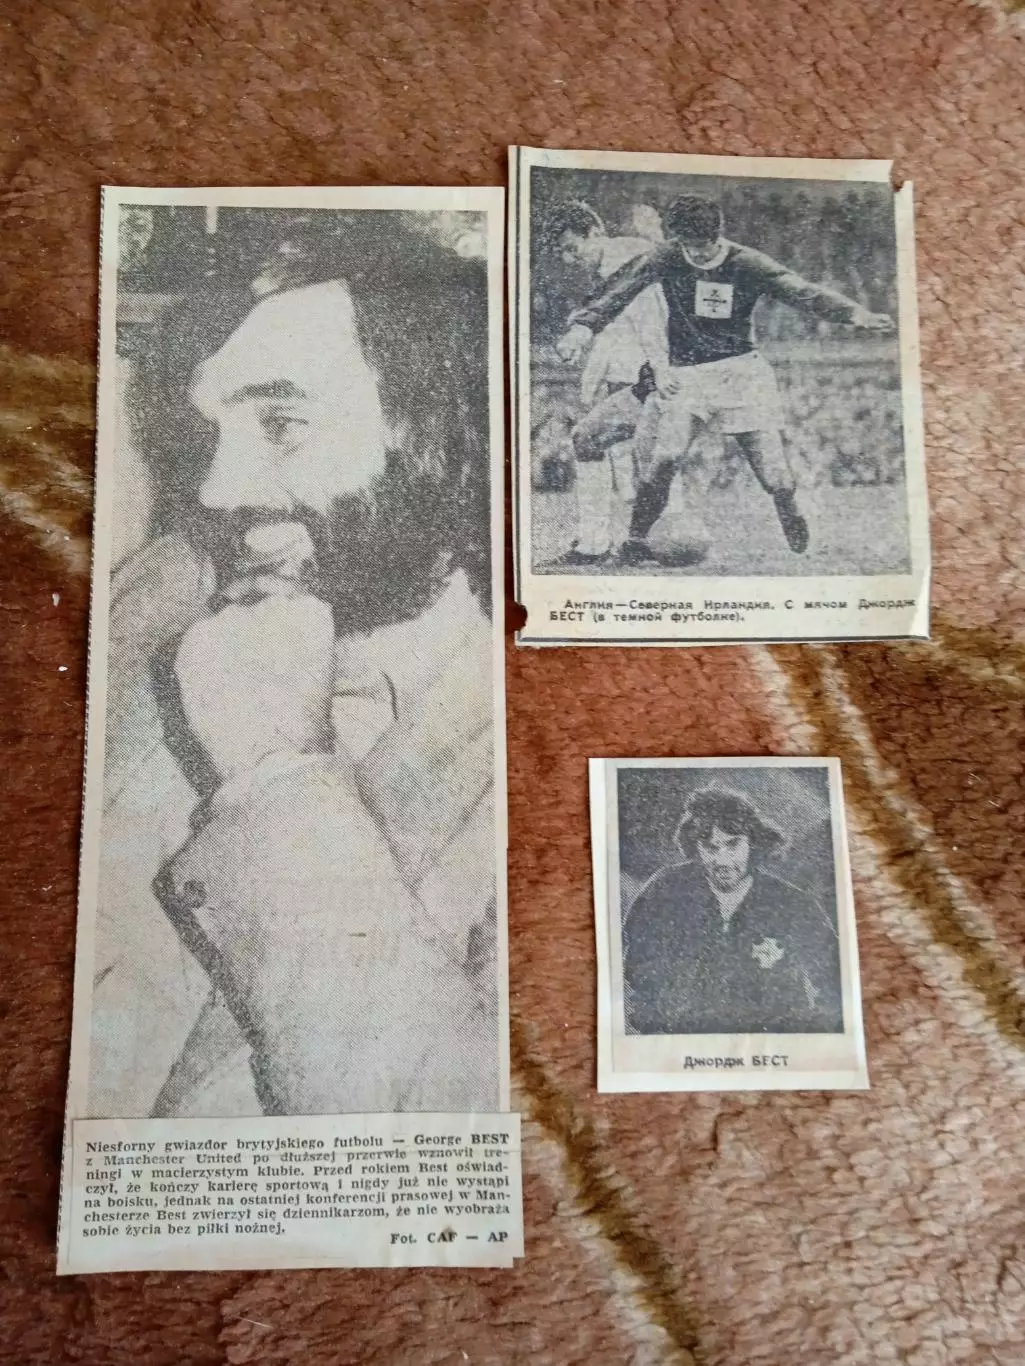 Niesforny gwiazdor brytyjskiego futbolu — George BEST
z Manchester United po dłuższej przerwie wznowił tre-
ningi w macierzystym klubie. Przed rokiem Best oświad-
czył, że kończy karierę sportową i nigdy już nie wystąpi
na boisku, jednak na ostatniej konferencji prasowej w Man-
chesterze Best zwierzył się dziennikarzom, że nie wyobraża
sobie życia bez piłki nożnej.
Fot. CAF — AP
Англия—Северная Ирландия. С мячом Джордж
БЕСТ (в темной футболке).
Джордж БЕСТ